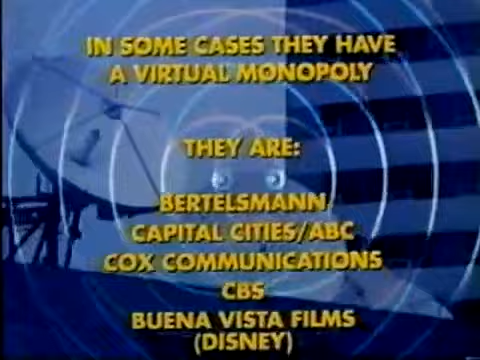 IN SOME CASES THEY HAVE
A VIRTUAL MONOPOLY
THEY ARE:
BERTELSMANN
CAPITAL CITIES/ABC
COX COMMUNICATIONS
CBS
BUENA VISTA FILMS
(DISNEY)